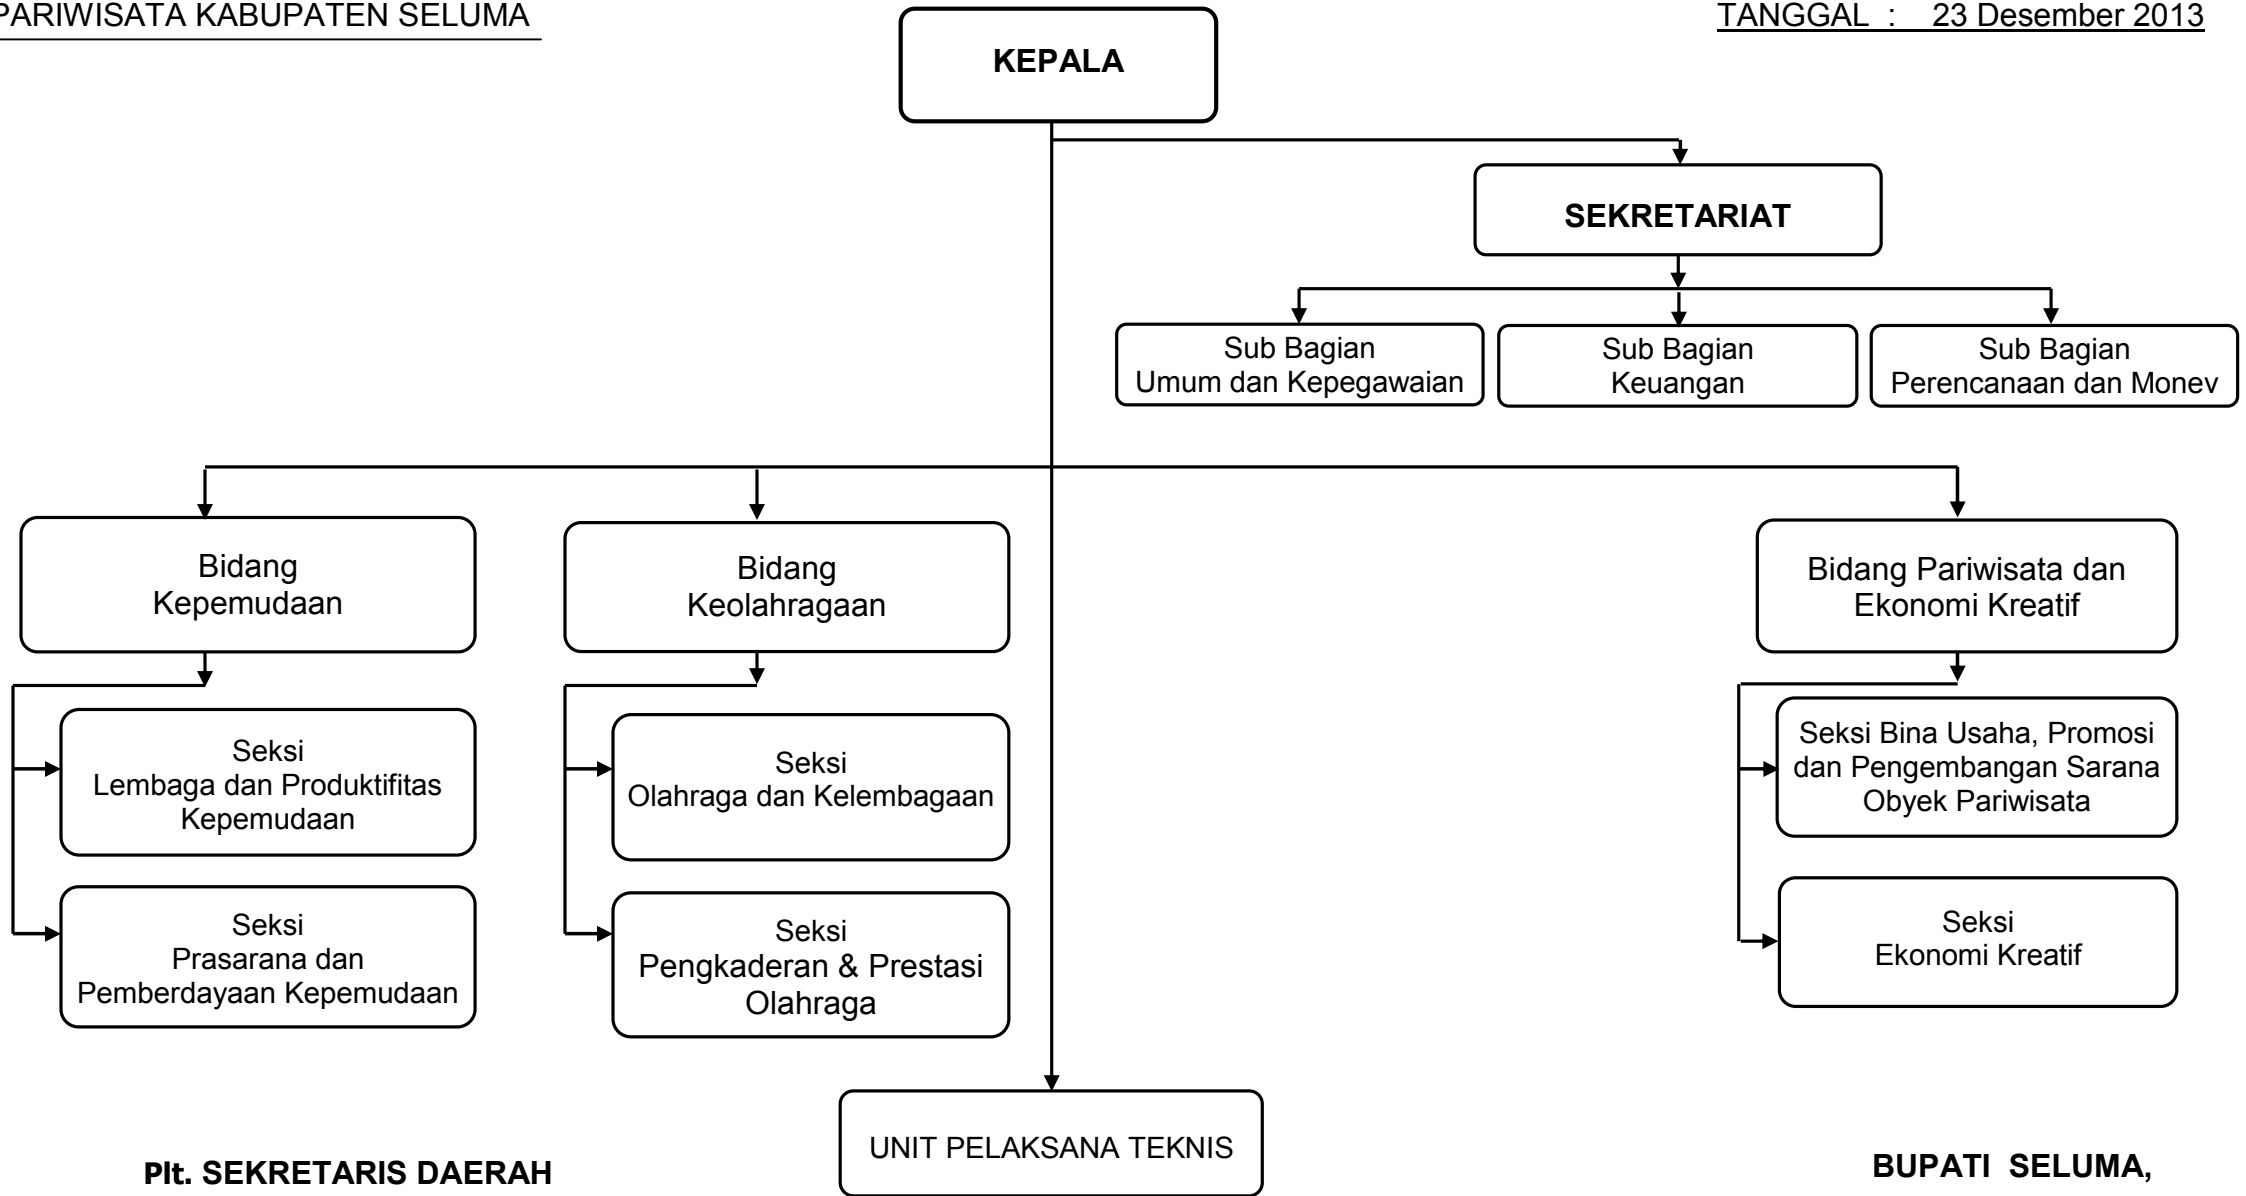 PARIWISATA KABUPATEN SELUMA
TANGGAL : 23 Desember 2013
KEPALA
SEKRETARIAT
Sub Bagian
Umum dan Kepegawaian
Sub Bagian
Keuangan
Sub Bagian
Perencanaan dan Monev
Bidang
Kepemudaan
Bidang
Keolahragaan
Bidang Pariwisata dan
Ekonomi Kreatif
Seksi
Lembaga dan Produktifitas
Kepemudaan
Seksi
Olahraga dan Kelembagaan
Seksi Bina Usaha, Promosi
dan Pengembangan Sarana
Obyek Pariwisata
Seksi
Prasarana dan
Pemberdayaan Kepemudaan
Seksi
Pengkaderan & Prestasi
Olahraga
Seksi
Ekonomi Kreatif
UNIT PELAKSANA TEKNIS
Plt. SEKRETARIS DAERAH
BUPATI SELUMA,